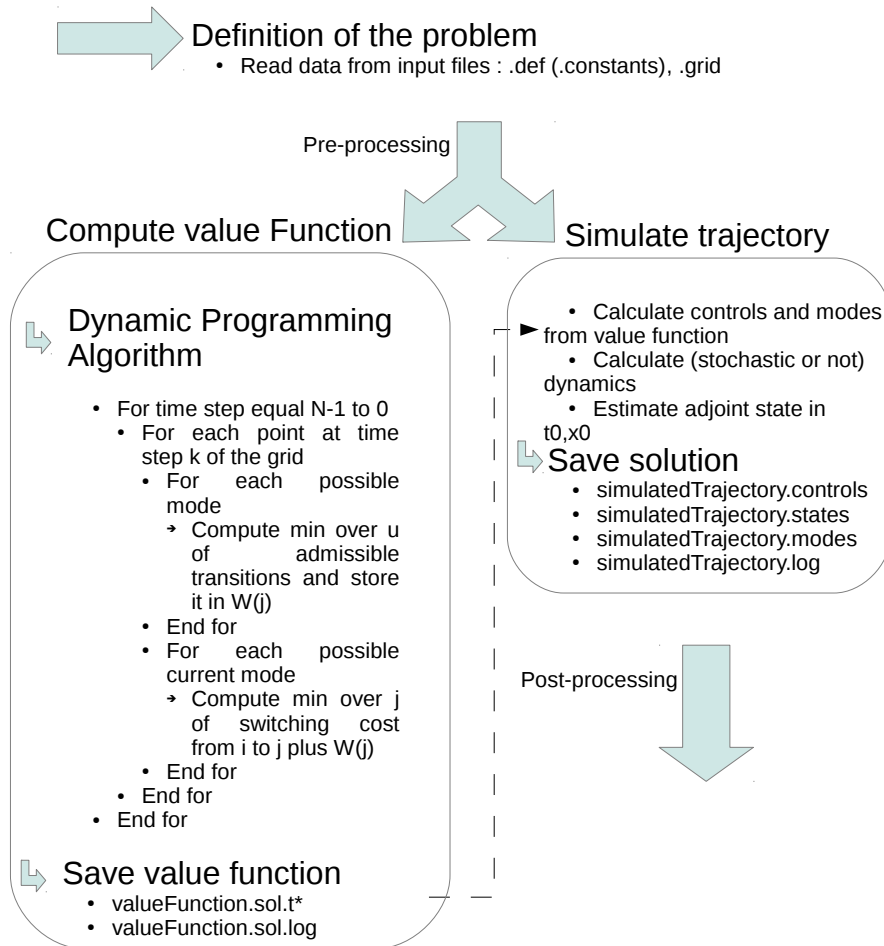 Definition of the problem
• Read data from input files : .def (.constants), .grid
Pre-processing
Compute value Function
Dynamic Programming
Algorithm
• For time step equal N-1 to 0
• For each point at time
step k of the grid
• For each possible
mode
➔ Compute min over u
of admissible
transitions and store
it in W(j)
• End for
• For each possible
current mode
➔ Compute min over j
of switching cost
from i to j plus W(j)
• End for
• End for
• End for
Save value function
• valueFunction.sol.t*
• valueFunction.sol.log
Simulate trajectory
• Calculate controls and modes
from value function
• Calculate (stochastic or not)
dynamics
• Estimate adjoint state in
t0,x0
Save solution
• simulatedTrajectory.controls
• simulatedTrajectory.states
• simulatedTrajectory.modes
• simulatedTrajectory.log
Post-processing